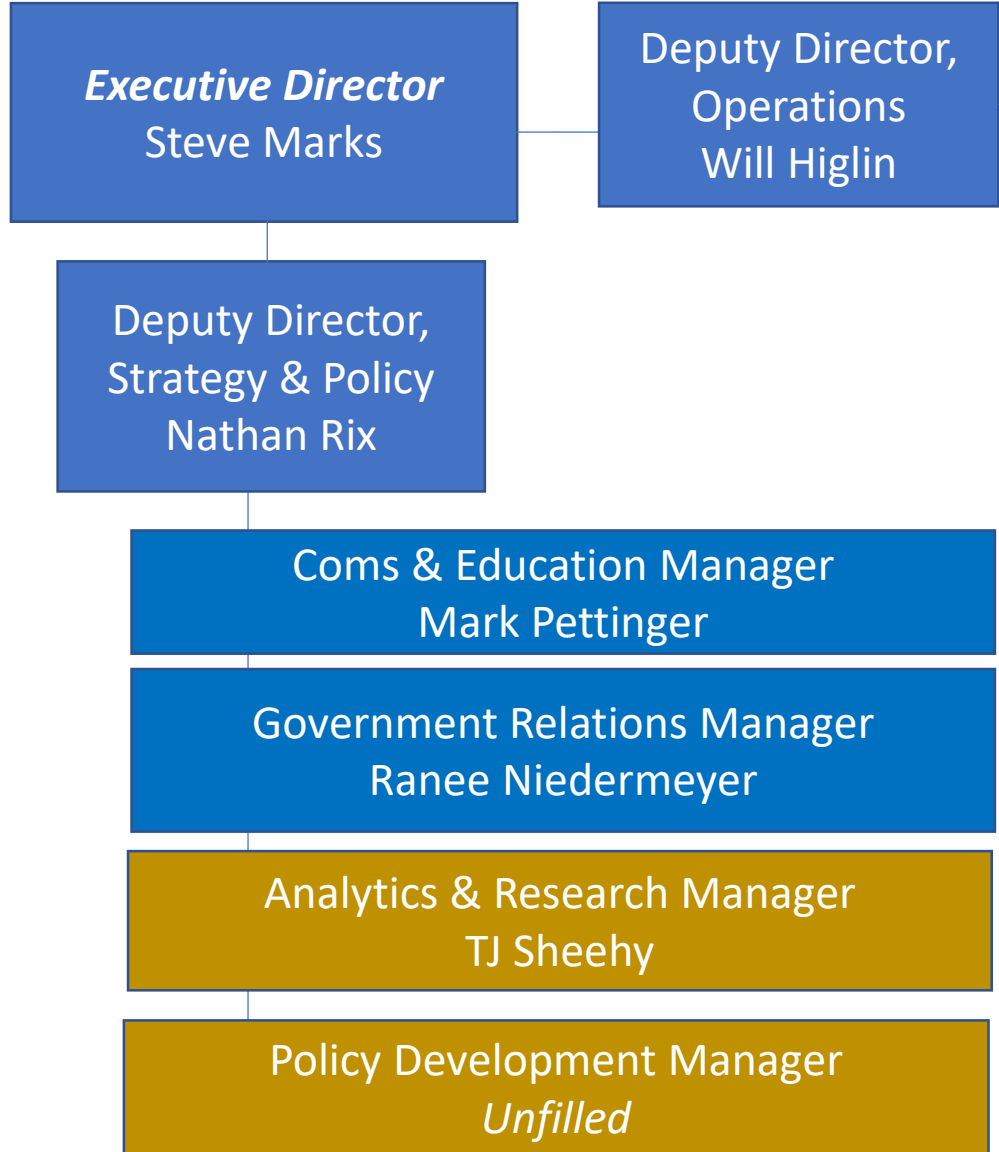 Executive Director
Steve Marks
Deputy Director,
Operations
Will Higlin
Deputy Director,
Strategy & Policy
Nathan Rix
Coms & Education Manager
Mark Pettinger
Government Relations Manager
Ranee Niedermeyer
Analytics & Research Manager
TJ Sheehy
Policy Development Manager
Unfilled